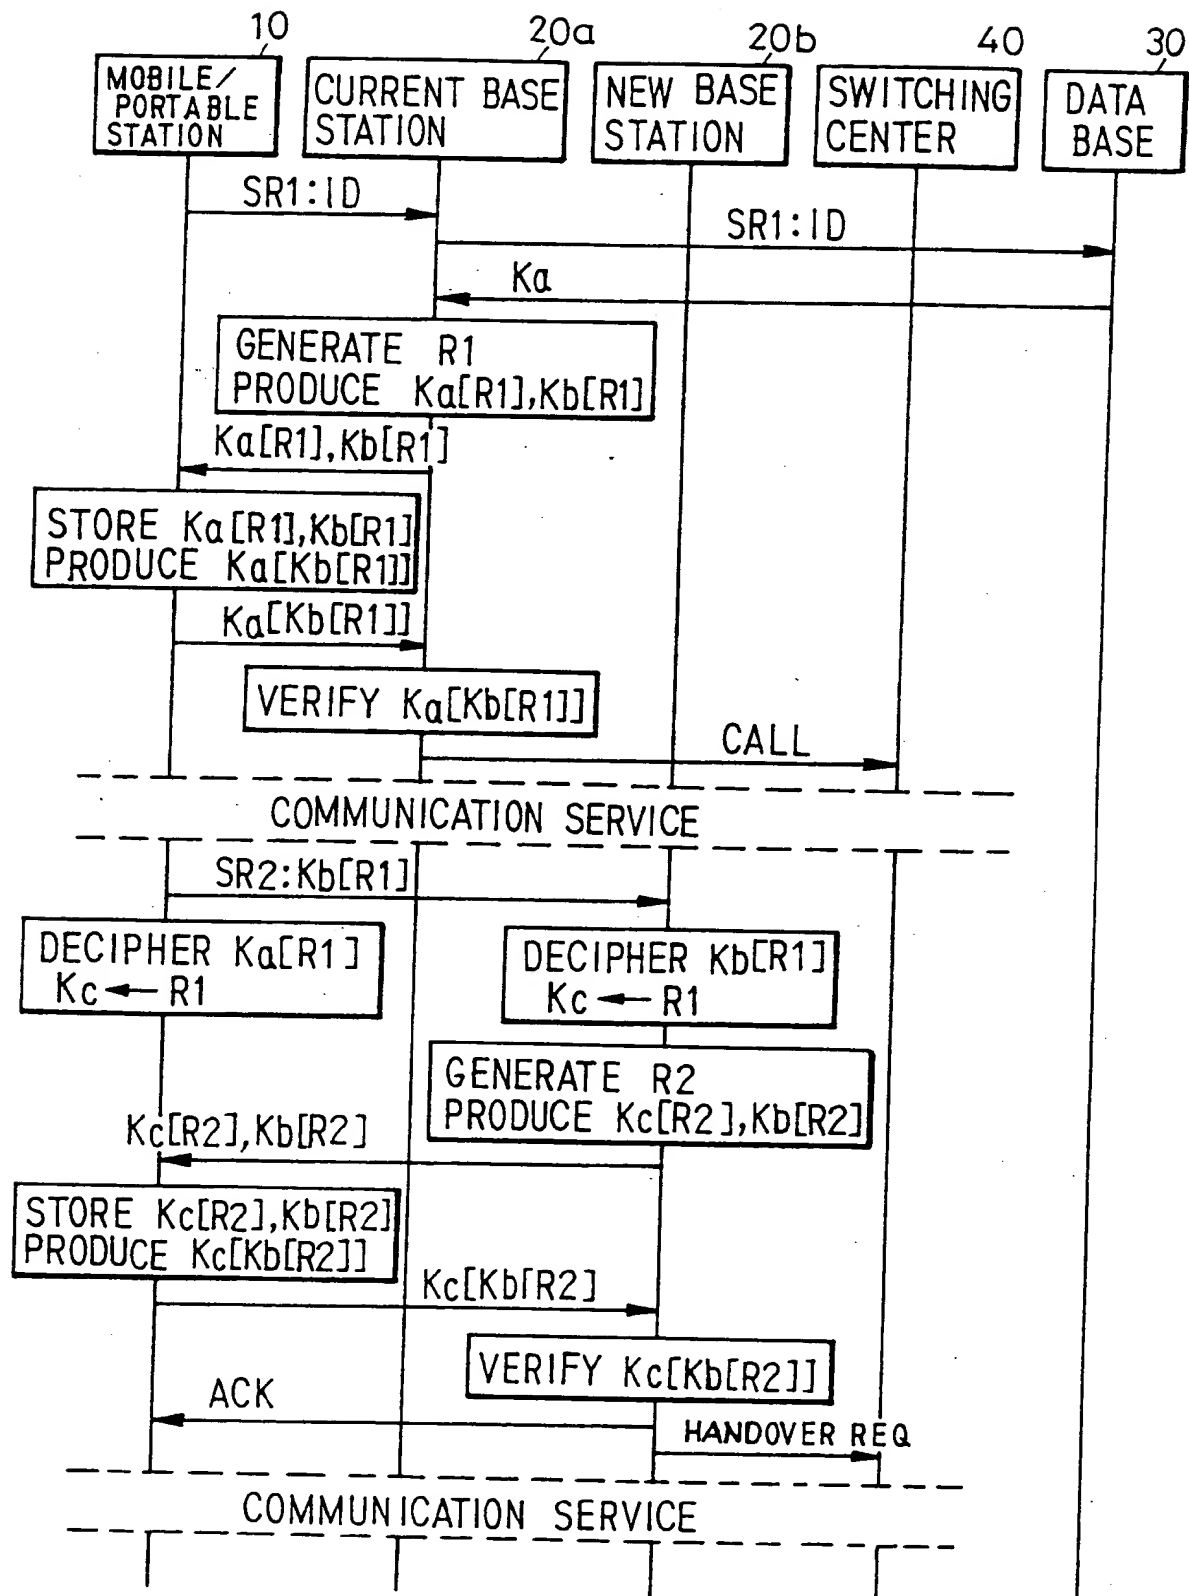 10
20a
20b
40
30
MOBILE/
PORTABLE
STATION
CURRENT BASE
STATION
NEW BASE
STATION
SWITCHING
CENTER
DATA
BASE
SR1:ID
SR1:ID
Ka
GENERATE R1
PRODUCE Ka[R1],Kb[R1]
Ka[R1],Kb[R1]
STORE Ka[R1],Kb[R1]
PRODUCE Ka[Kb[R1]]
Ka[Kb[R1]]
VERIFY Ka[Kb[R1]]
CALL
COMMUNICATION SERVICE
SR2:Kb[R1]
DECIPHER Ka[R1]
Kc ← R1
DECIPHER Kb[R1]
Kc ← R1
GENERATE R2
PRODUCE Kc[R2],Kb[R2]
Kc[R2],Kb[R2]
STORE Kc[R2],Kb[R2]
PRODUCE Kc[Kb[R2]]
Kc[Kb[R2]
VERIFY Kc[Kb[R2]]
ACK
HANDOVER REQ
COMMUNICATION SERVICE